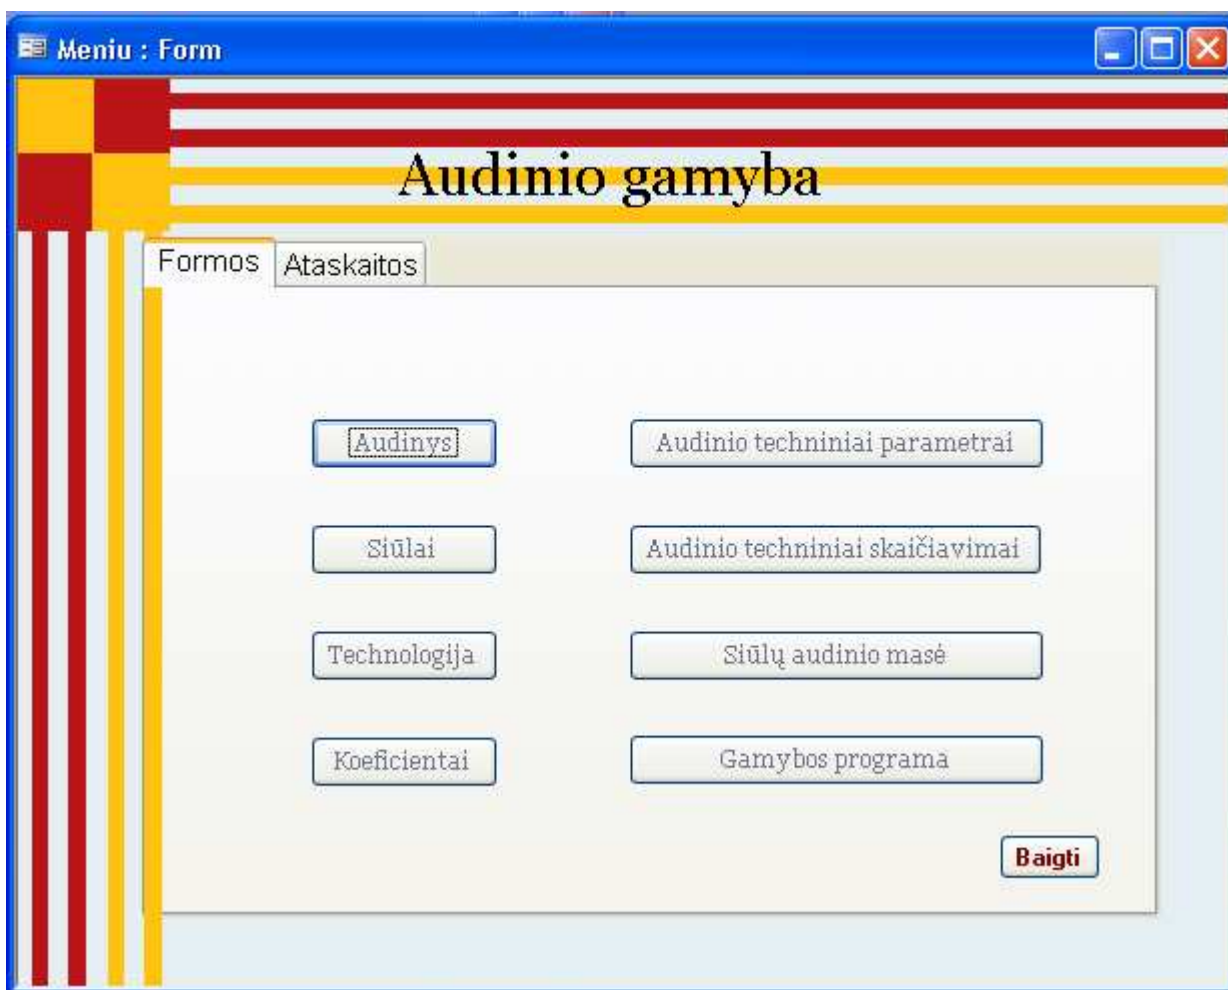 Meniu : Form
Audinio gamyba
Formos Ataskaitos
Audinys Audinio techniniai parametrai
Siūlai Audinio techniniai skaičiavimai
Technologija Siūlų audinio masė
Koeficientai Gamybos programa
Baigti